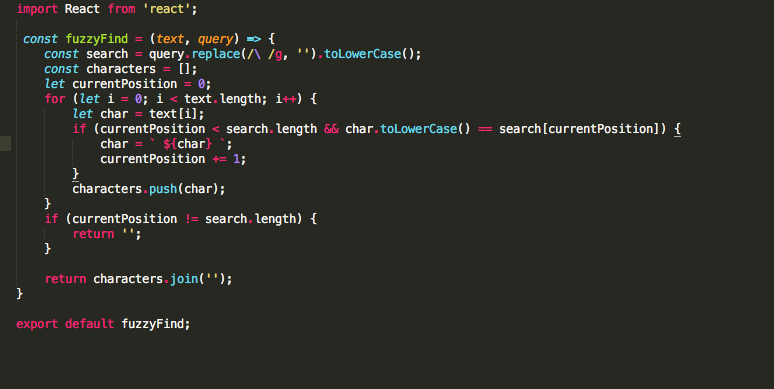 import React from 'react';
const fuzzyFind = (text, query) => {
const search = query.replace(/\ /g, '').toLowerCase();
const characters = [];
let currentPosition = 0;
for (let i = 0; i < text.length; i++) {
let char = text[i];
if (currentPosition < search.length && char.toLowerCase() == search[currentPosition]) {
char = ` ${char} `;
currentPosition += 1;
}
characters.push(char);
}
if (currentPosition != search.length) {
return '';
}
return characters.join('');
}
export default fuzzyFind;